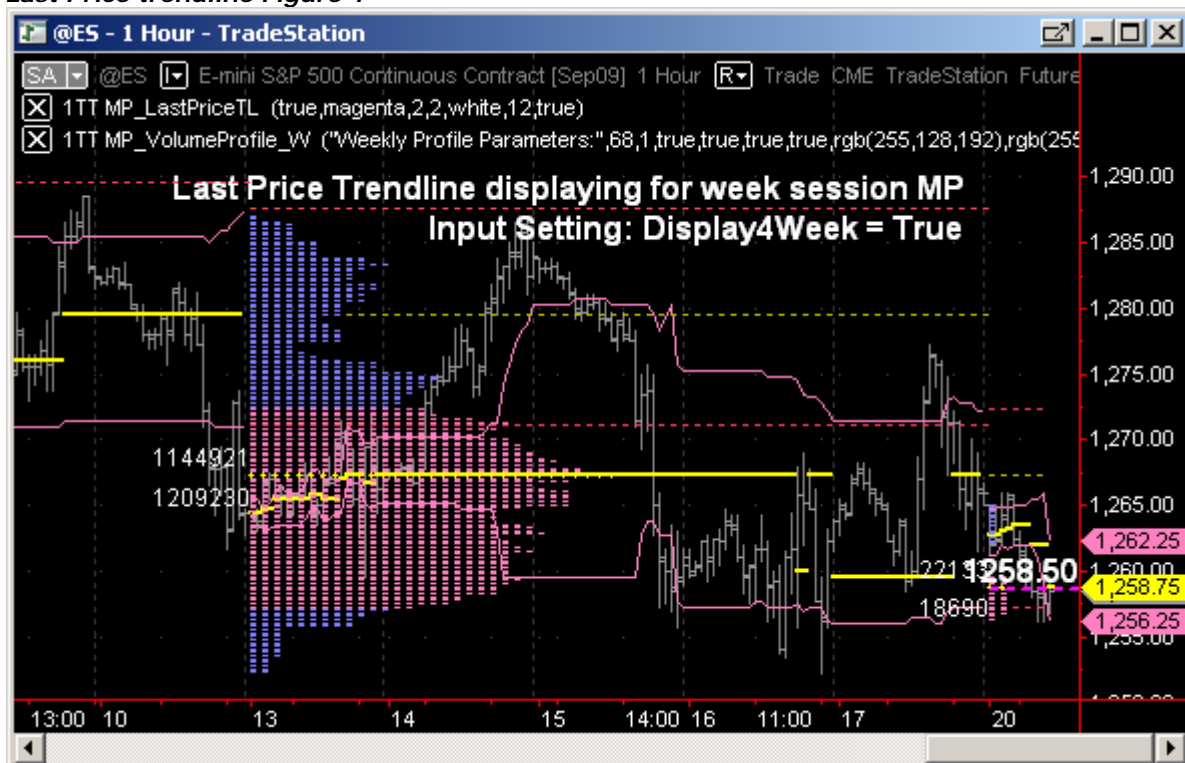 Last Price trendline Figure 1
@ES - 1 Hour - TradeStation
SA @ES I E-mini S&P 500 Continuous Contract [Sep09] 1 Hour R Trade CME TradeStation Future
X 1TT MP_LastPriceTL (true,magenta,2,2,white,12,true)
X 1TT MP_VolumeProfile_W ("Weekly Profile Parameters:",68,1,true,true,true,true,rgb(255,128,192),rgb(255
Last Price Trendline displaying for week session MP
Input Setting: Display4Week = True
1,290.00
1,285.00
1,280.00
1,275.00
1,270.00
1144921
1209230
1,265.00
1,262.25
1,260.00
1258.50
1,258.75
18690
1,256.25
1,255.00
13:00 10 13 14 15 14:00 16 11:00 17 20